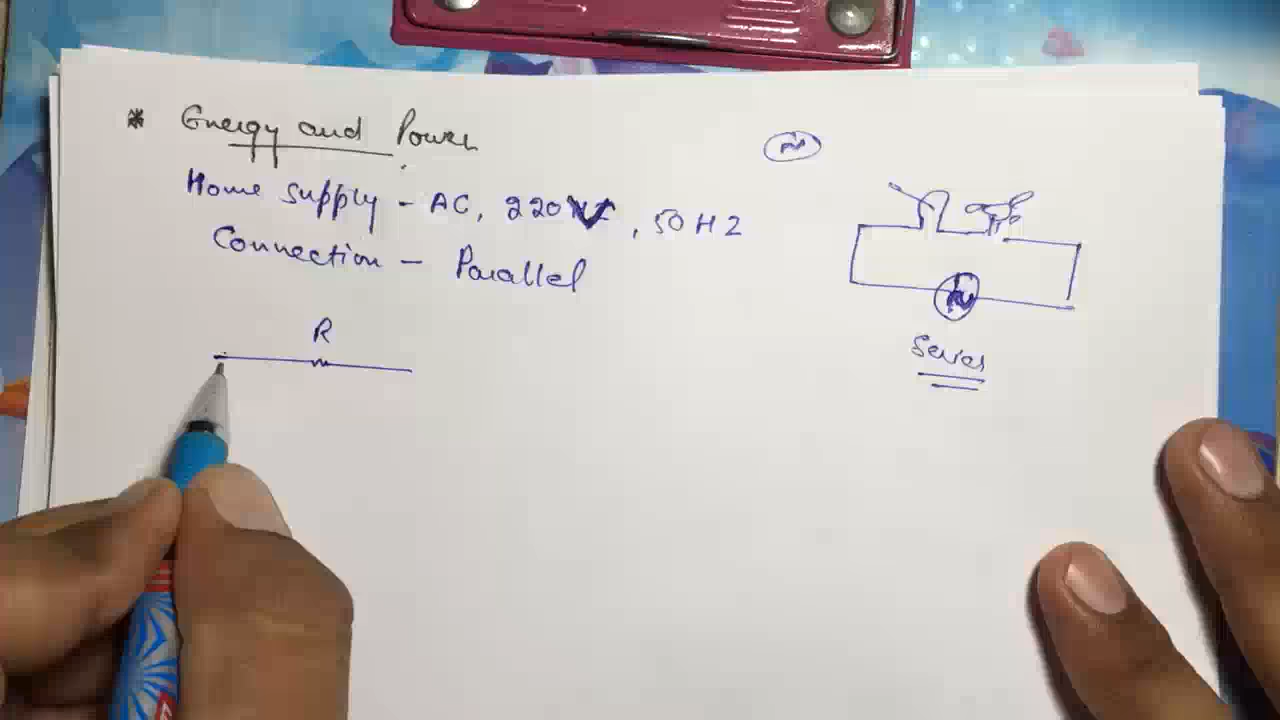 * Energy and Power
Home supply - AC, 220V, 50 HZ
Connection - Parallel
R
Series